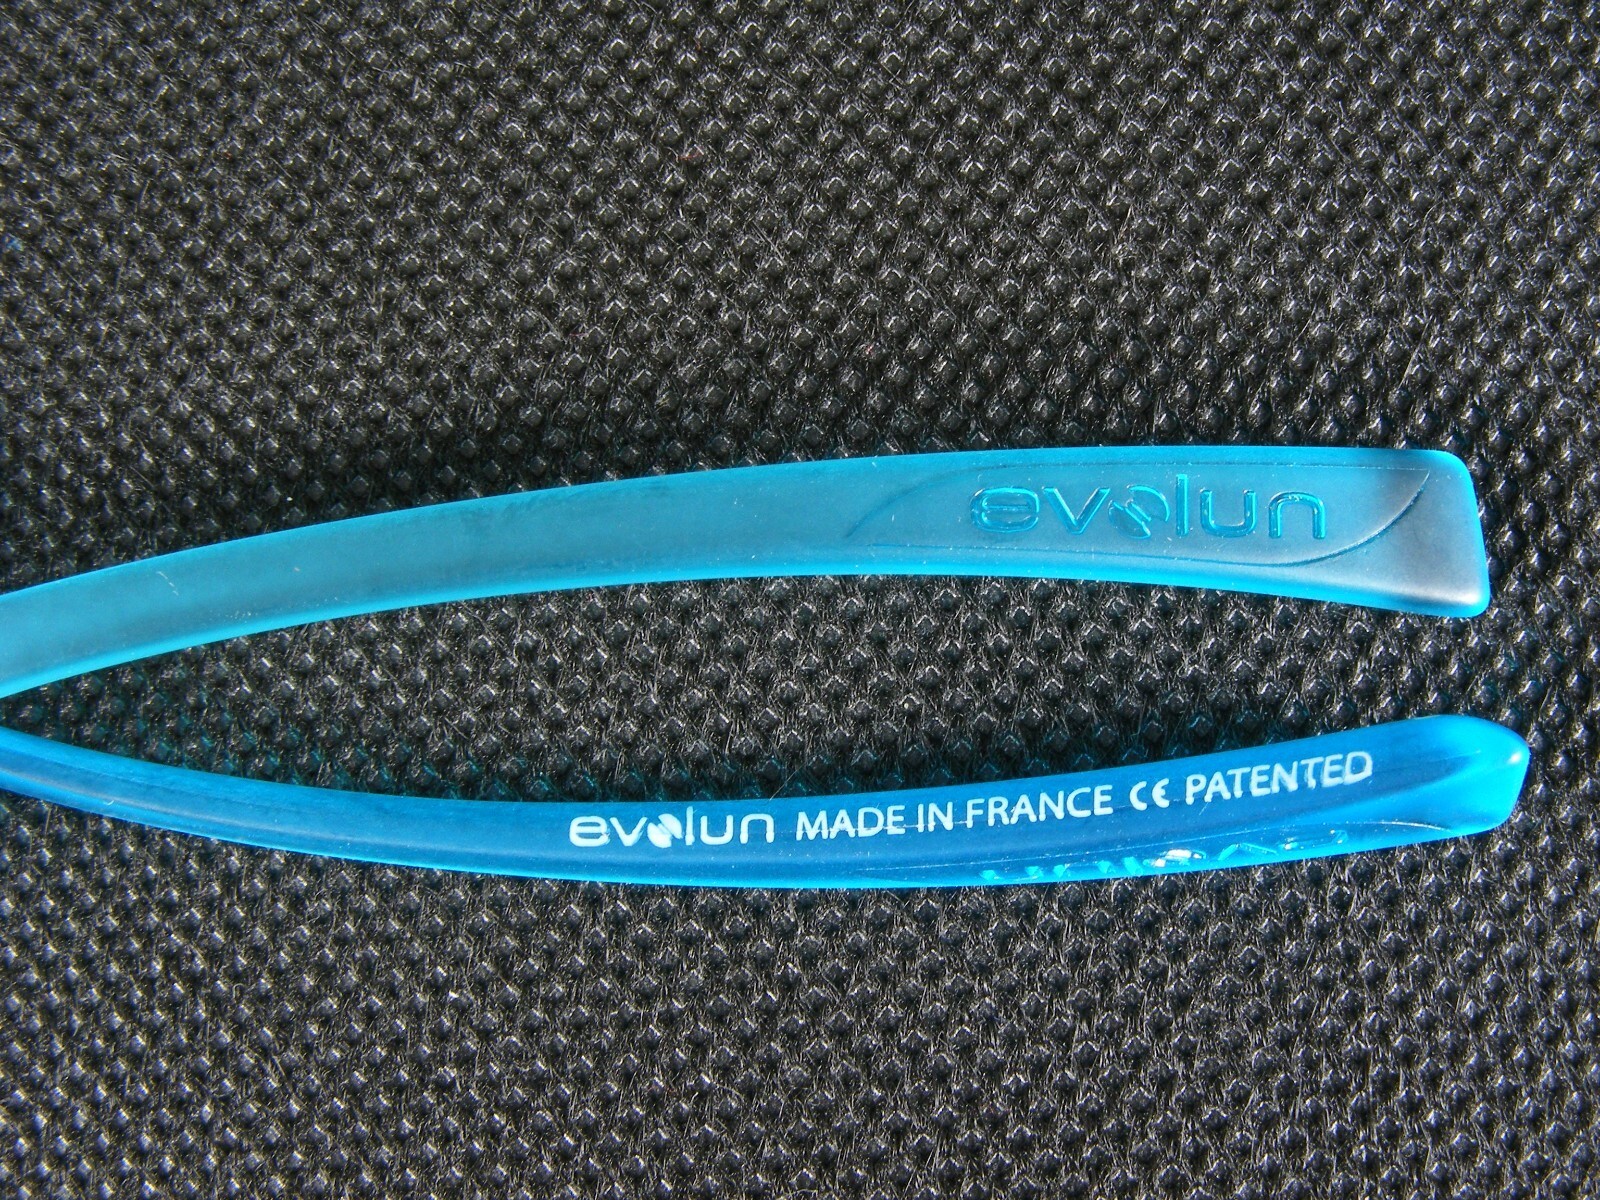 evolun
evolun MADE IN FRANCE CE PATENTED